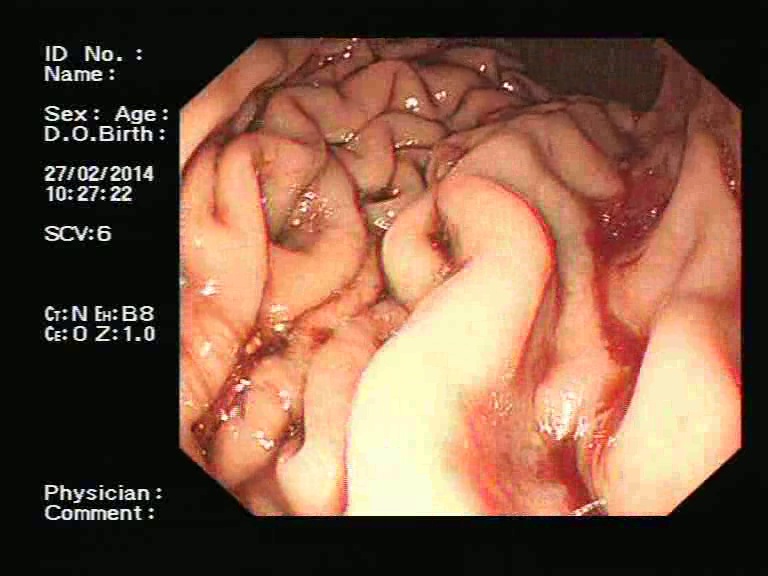 ID No. :
Name:
Sex: Age:
D.O.Birth:
27/02/2014
10:27:22
SCV:6
CT:N EH:B8
CE:0 Z:1.0
Physician:
Comment: